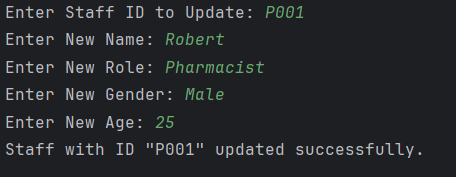 Enter Staff ID to Update: P001
Enter New Name: Robert
Enter New Role: Pharmacist
Enter New Gender: Male
Enter New Age: 25
Staff with ID "P001" updated successfully.